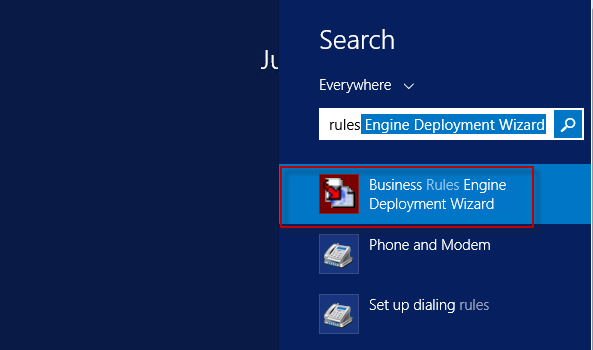 Search
Ju
Everywhere
rules Engine Deployment Wizard
Business Rules Engine
Deployment Wizard
Phone and Modem
Set up dialing rules